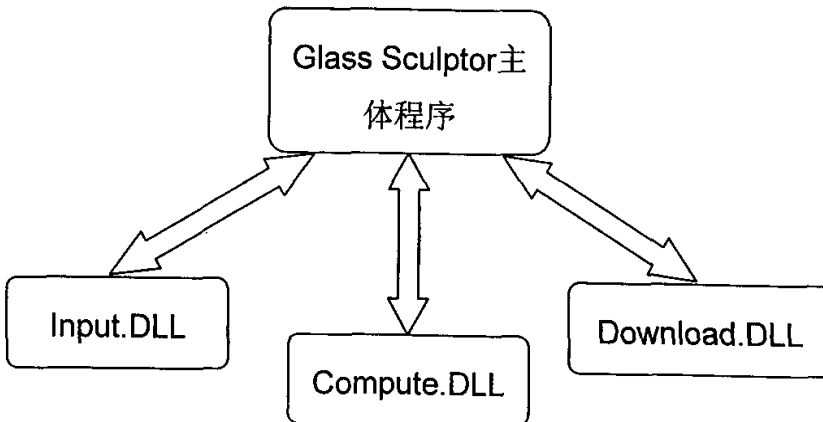 Glass Sculptor主
体程序
Input.DLL
Compute.DLL
Download.DLL